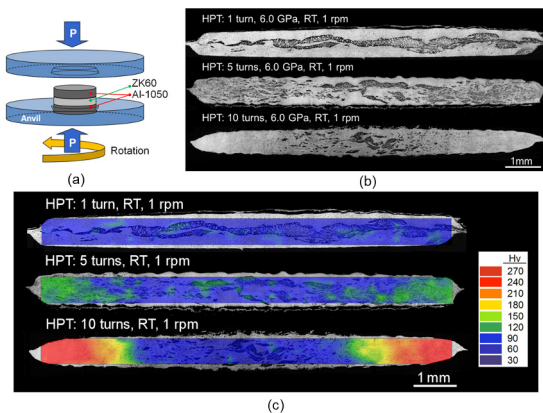 P
ZK60
Al-1050
Anvil
P
Rotation
(a)
HPT: 1 turn, 6.0 GPa, RT, 1 rpm
HPT: 5 turns, 6.0 GPa, RT, 1 rpm
HPT: 10 turns, 6.0 GPa, RT, 1 rpm
1mm
(b)
HPT: 1 turn, RT, 1 rpm
HPT: 5 turns, RT, 1 rpm
HPT: 10 turns, RT, 1 rpm
1 mm
Hv
270
240
210
180
150
120
90
60
30
(c)